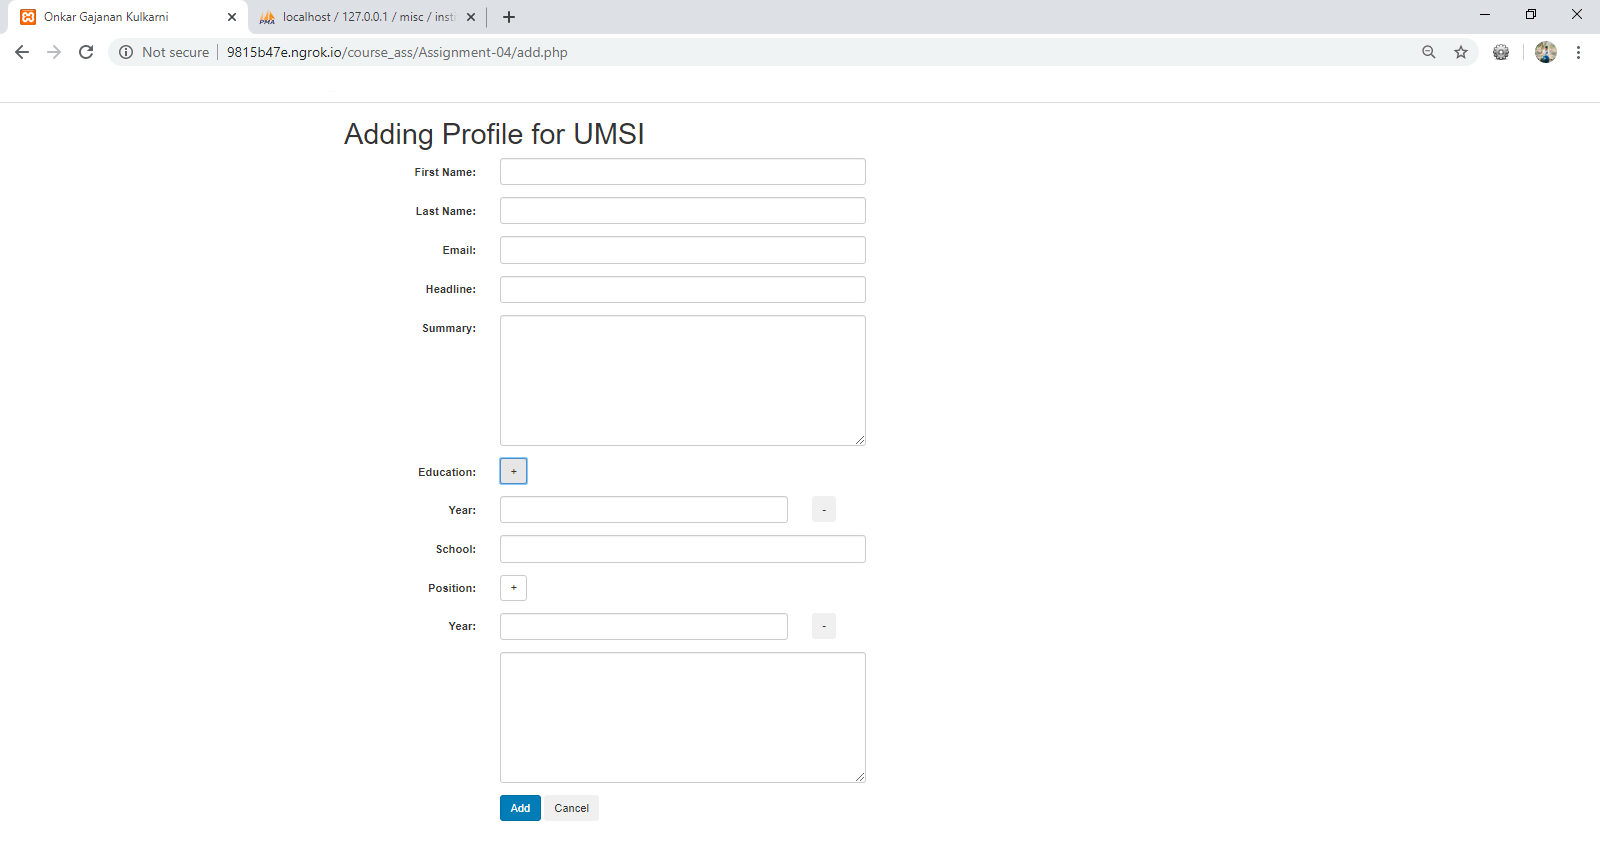 Onkar Gajanan Kulkarni
localhost / 127.0.0.1 / misc / insti
Not secure 9815b47e.ngrok.io/course_ass/Assignment-04/add.php
Adding Profile for UMSI
First Name:
Last Name:
Email:
Headline:
Summary:
Education: +
Year: -
School:
Position: +
Year: -
Add Cancel